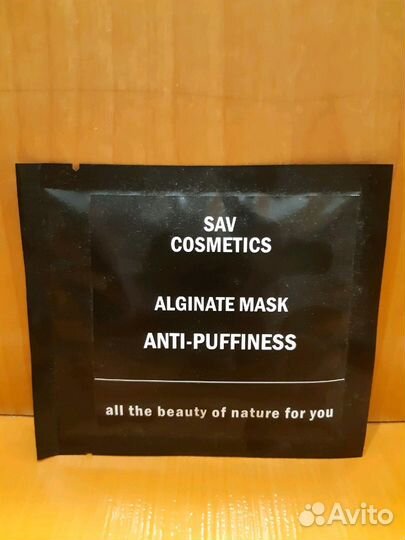 SAV
COSMETICS
ALGINATE MASK
ANTI-PUFFINESS
all the beauty of nature for you
Avito